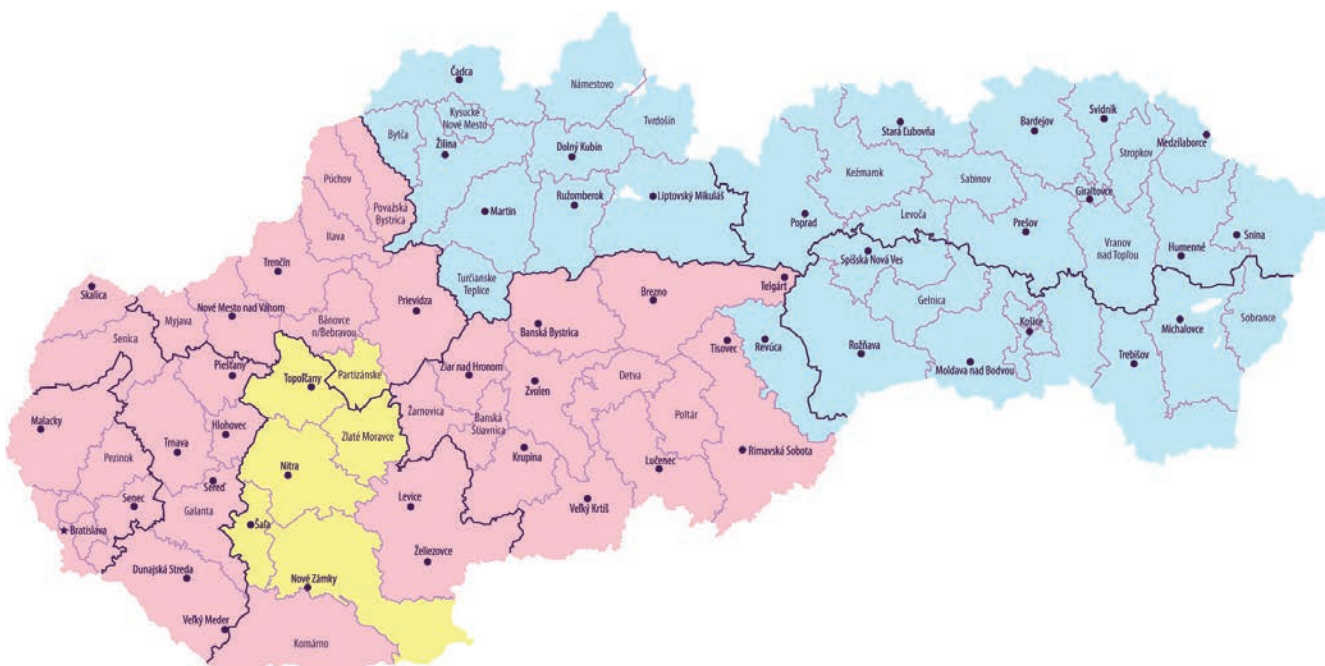 Čadca
Námestovo
Kysucké
Nové Mesto
Tvrdošín
Bytča
Žilina
Dolný Kubín
Stará Ľubovňa
Bardejov
Svidník
Stropkov
Medzilaborce
Púchov
Považská
Bystrica
Martin
Ružomberok
Liptovský Mikuláš
Kežmarok
Sabinov
Giraltovce
Poprad
Levoča
Prešov
Ilava
Vranov
nad Topľou
Humenné
Snina
Trenčín
Turčianske
Teplice
Spišská Nová Ves
Telgárt
Skalica
Nové Mesto nad Váhom
Prievidza
Brezno
Gelnica
Myjava
Bánovce
n/Bebravou
Senica
Banská Bystrica
Tisovec
Revúca
Rožňava
Košice
Michalovce
Sobrance
Piešťany
Topoľčany
Partizánske
Žiar nad Hronom
Zvolen
Detva
Moldava nad Bodvou
Trebišov
Malacky
Hlohovec
Zlaté Moravce
Žarnovica
Banská
Štiavnica
Poltár
Trnava
Pezinok
Krupina
Rimavská Sobota
Nitra
Lučenec
Sereď
Senec
Galanta
Levice
Veľký Krtíš
Bratislava
Šaľa
Želiezovce
Dunajská Streda
Nové Zámky
Veľký Meder
Komárno